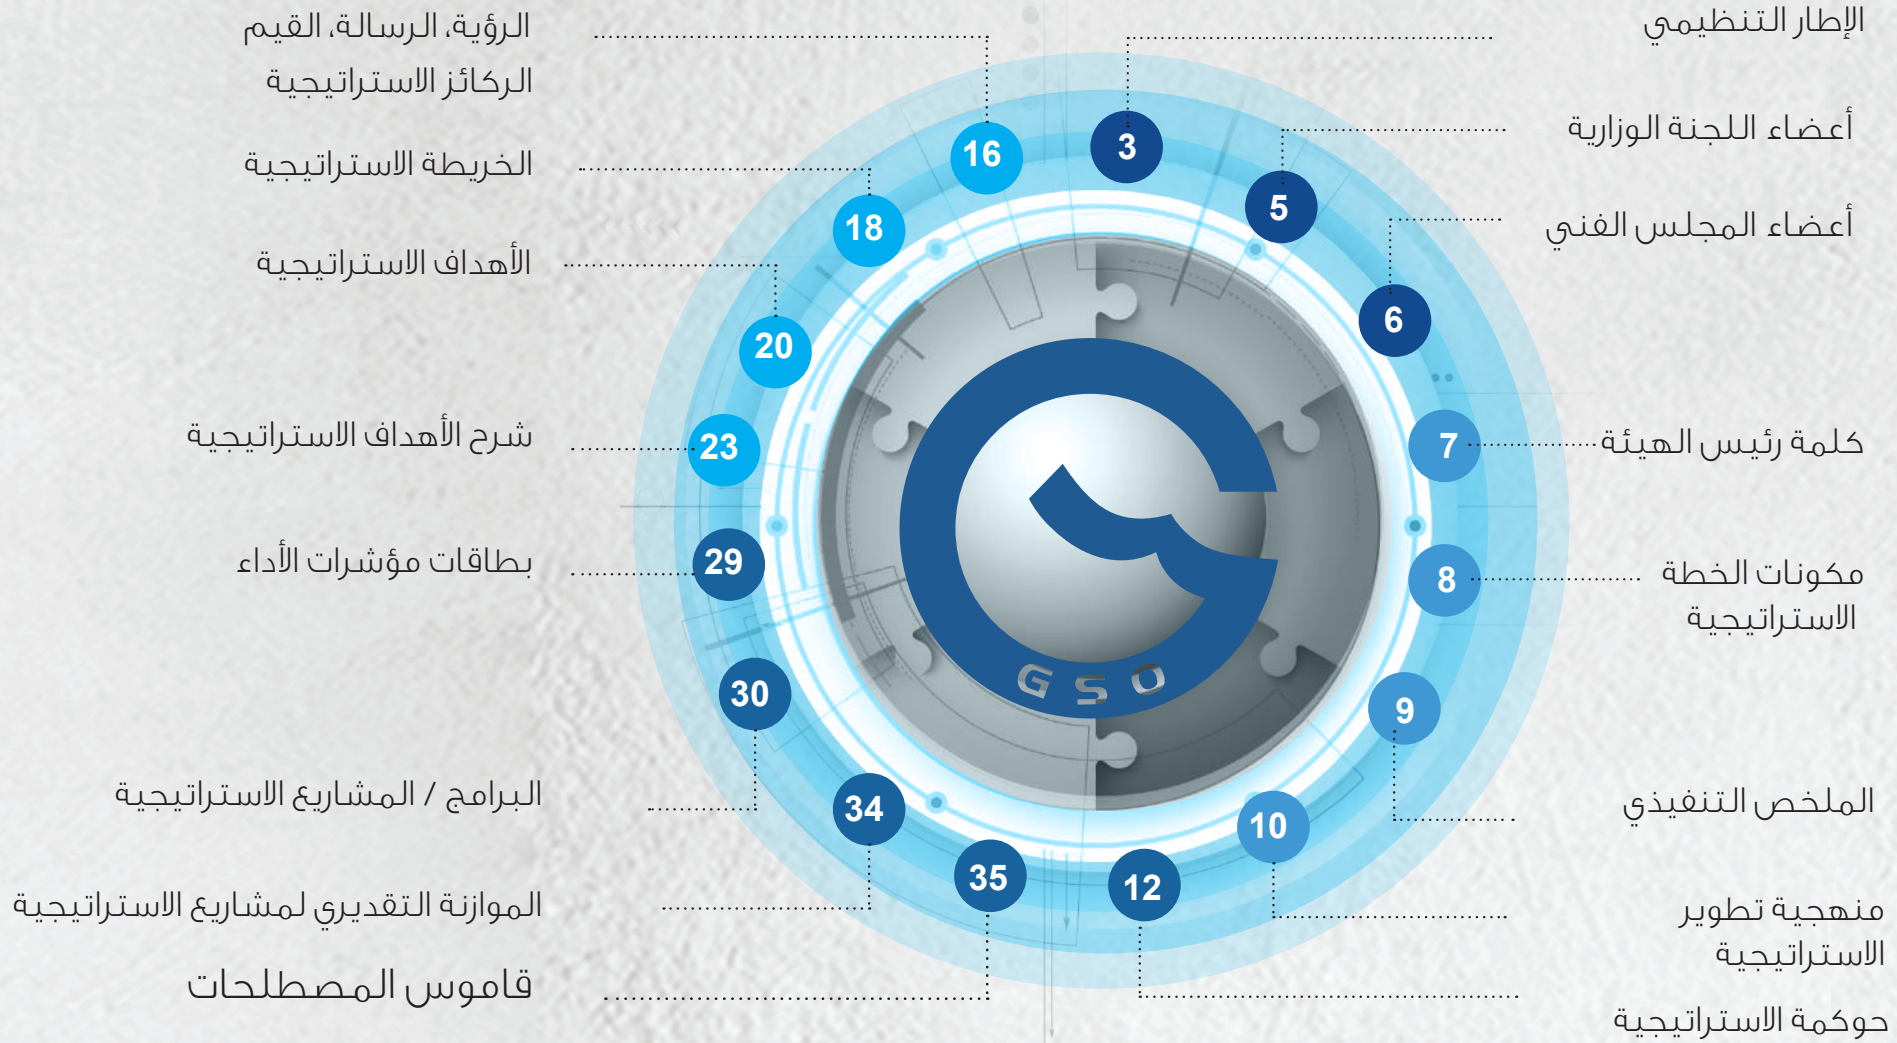 الإطار التنظيمي
3
أعضاء اللجنة الوزارية
5
أعضاء المجلس الفني
6
كلمة رئيس الهيئة
7
مكونات الخطة
الاستراتيجية
8
الملخص التنفيذي
9
منهجية تطوير
الاستراتيجية
10
حوكمة الاستراتيجية
12
الرؤية، الرسالة، القيم
الركائز الاستراتيجية
16
الخريطة الاستراتيجية
18
الأهداف الاستراتيجية
20
شرح الأهداف الاستراتيجية
23
بطاقات مؤشرات الأداء
29
البرامج / المشاريع الاستراتيجية
30
الموازنة التقديري لمشاريع الاستراتيجية
34
قاموس المصطلحات
35
GSO